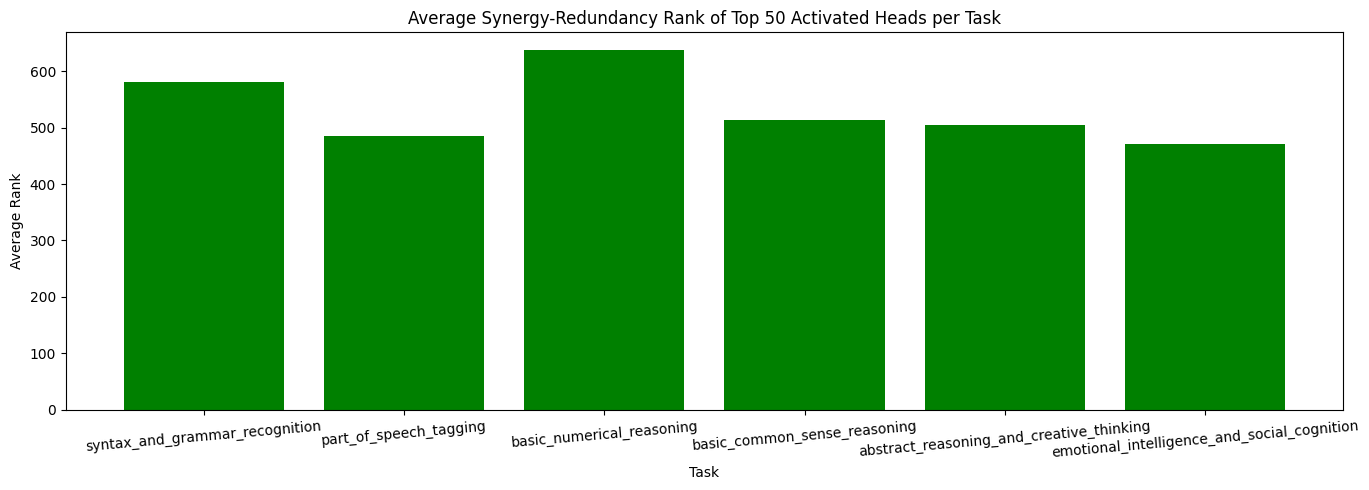 Average Synergy-Redundancy Rank of Top 50 Activated Heads per Task
Average Rank
600
500
400
300
200
100
0
syntax_and_grammar_recognition
part_of_speech_tagging
basic_numerical_reasoning
basic_common_sense_reasoning
abstract_reasoning_and_creative_thinking
emotional_intelligence_and_social_cognition
Task